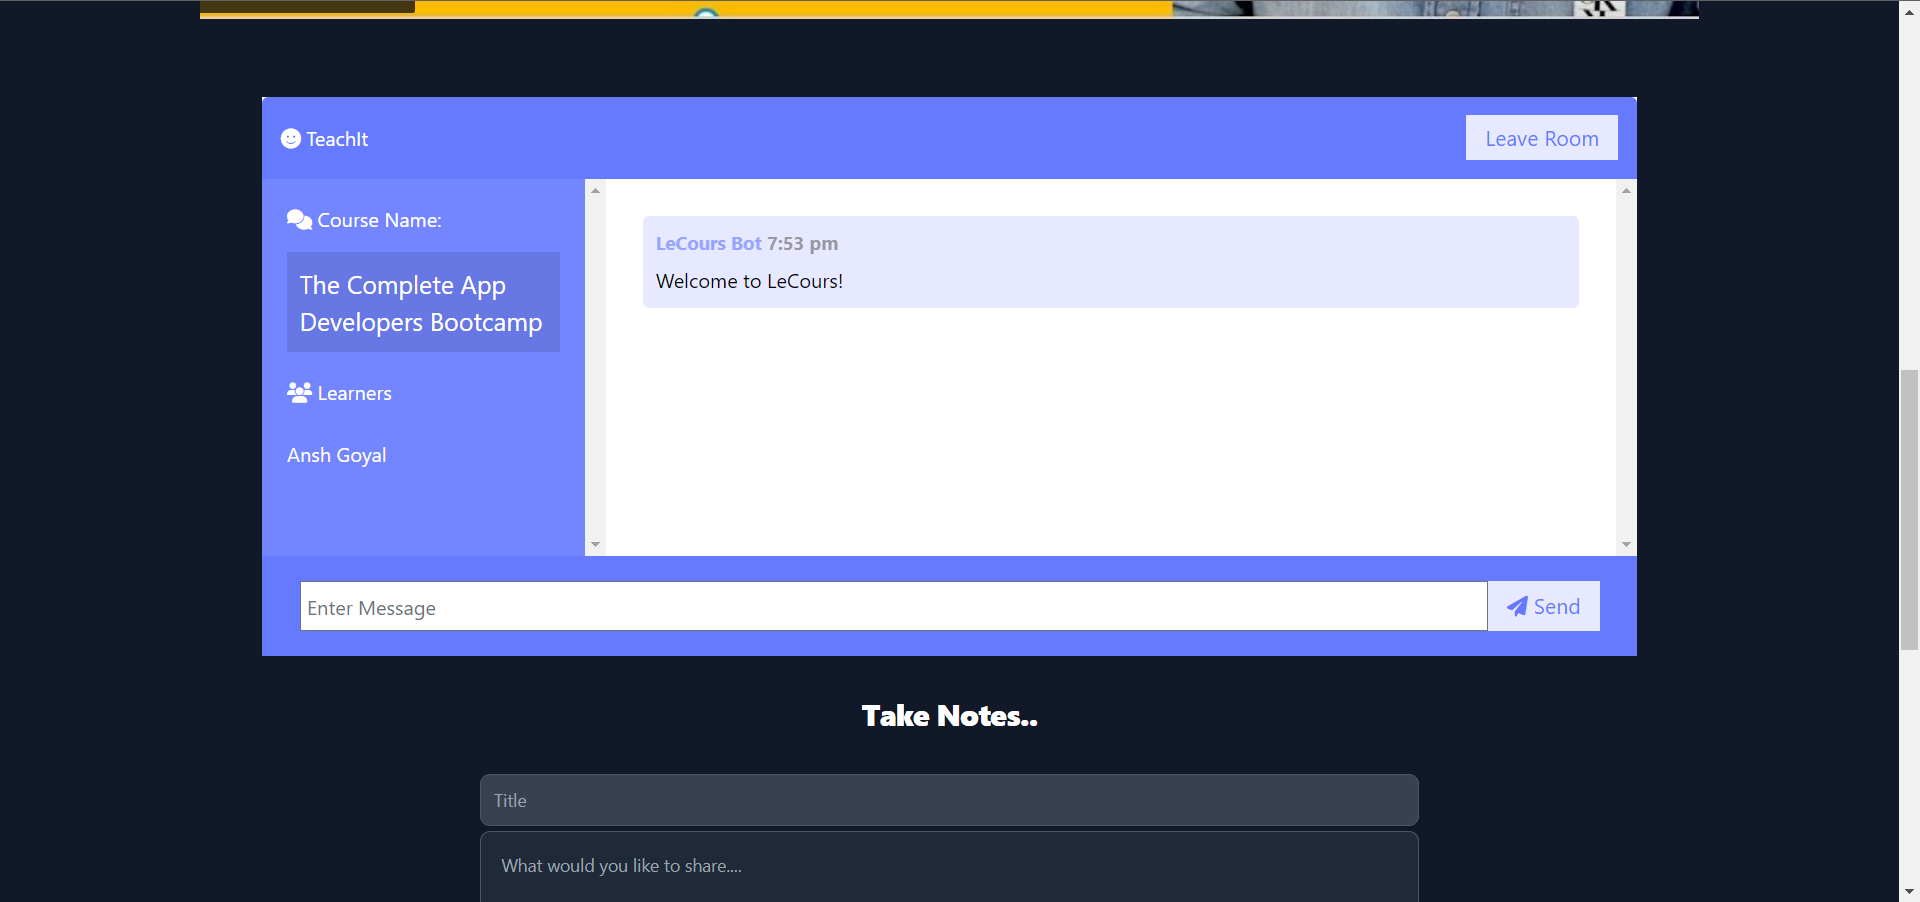 TeachIt
Leave Room
Course Name:
The Complete App
Developers Bootcamp
Learners
Ansh Goyal
LeCours Bot 7:53 pm
Welcome to LeCours!
Enter Message
Send
Take Notes..
Title
What would you like to share....